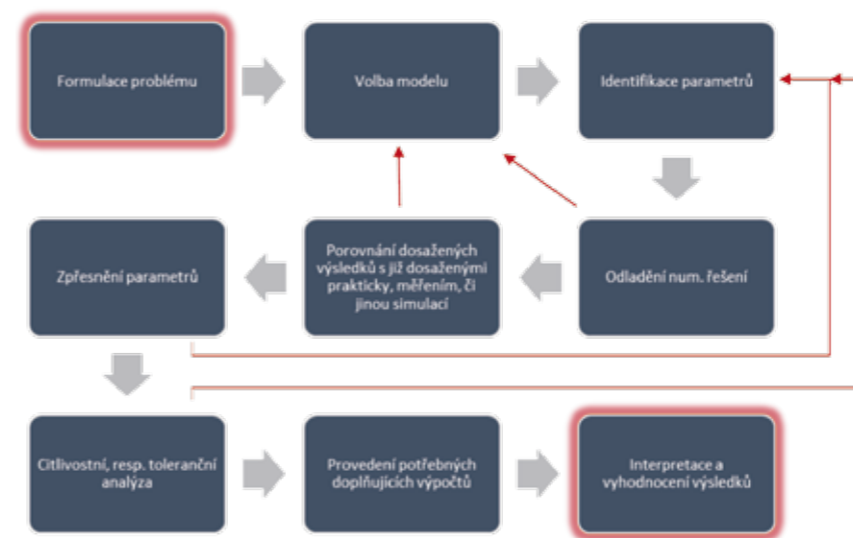 Formulace problému
Volba modelu
Identifikace parametrů
Zpřesnění parametrů
Porovnání dosažených
výsledků s již dosaženými
prakticky, měřením, či
jinou simulací
Odladění num. řešení
Citlivostní, resp. toleranční
analýza
Provedení potřebných
doplňujících výpočtů
Interpretace a
vyhodnocení výsledků